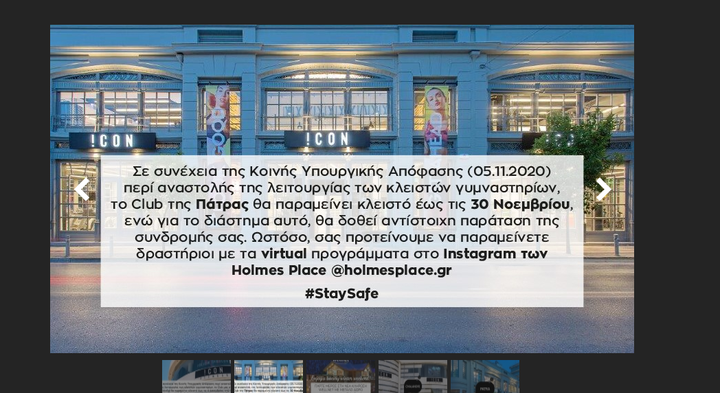 !CON
!CON
!CON
Σε συνέχεια της Κοινής Υπουργικής Απόφασης (05.11.2020)
περί αναστολής της λειτουργίας των κλειστών γυμναστηρίων,
το Club της Πάτρας θα παραμείνει κλειστό έως τις 30 Νοεμβρίου,
ενώ για το διάστημα αυτό, θα δοθεί αντίστοιχη παράταση της
συνδρομής σας. Ωστόσο, σας προτείνουμε να παραμείνετε
δραστήριοι με τα virtual προγράμματα στο Instagram των
Holmes Place @holmesplace.gr
#StaySafe